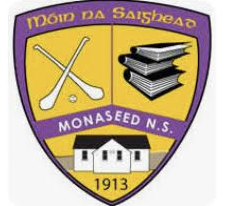 Móin na Saighead
MONASEED N.S.
1913